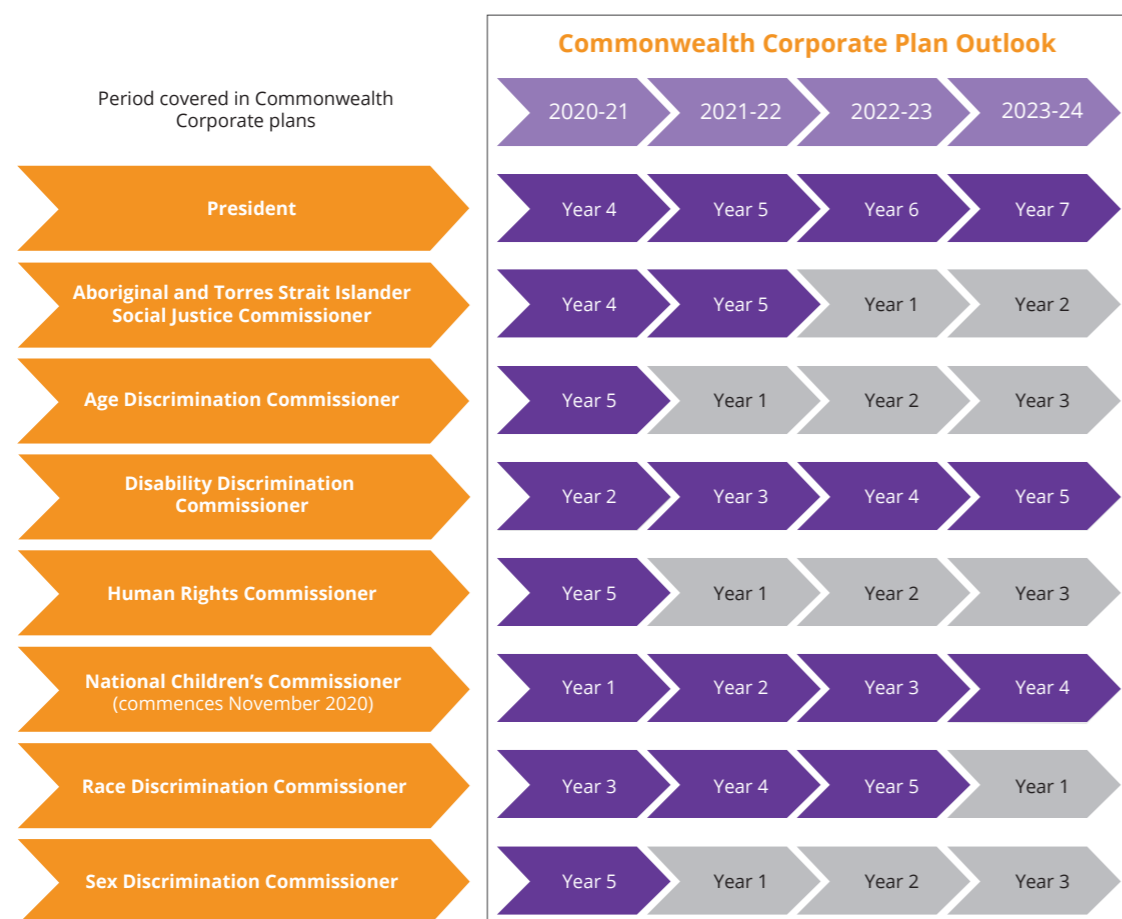 Commonwealth Corporate Plan Outlook
Period covered in Commonwealth
Corporate plans
2020-21
2021-22
2022-23
2023-24
President
Year 4
Year 5
Year 6
Year 7
Aboriginal and Torres Strait Islander
Social Justice Commissioner
Year 4
Year 5
Year 1
Year 2
Age Discrimination Commissioner
Year 5
Year 1
Year 2
Year 3
Disability Discrimination
Commissioner
Year 2
Year 3
Year 4
Year 5
Human Rights Commissioner
Year 5
Year 1
Year 2
Year 3
National Children’s Commissioner
(commences November 2020)
Year 1
Year 2
Year 3
Year 4
Race Discrimination Commissioner
Year 3
Year 4
Year 5
Year 1
Sex Discrimination Commissioner
Year 5
Year 1
Year 2
Year 3